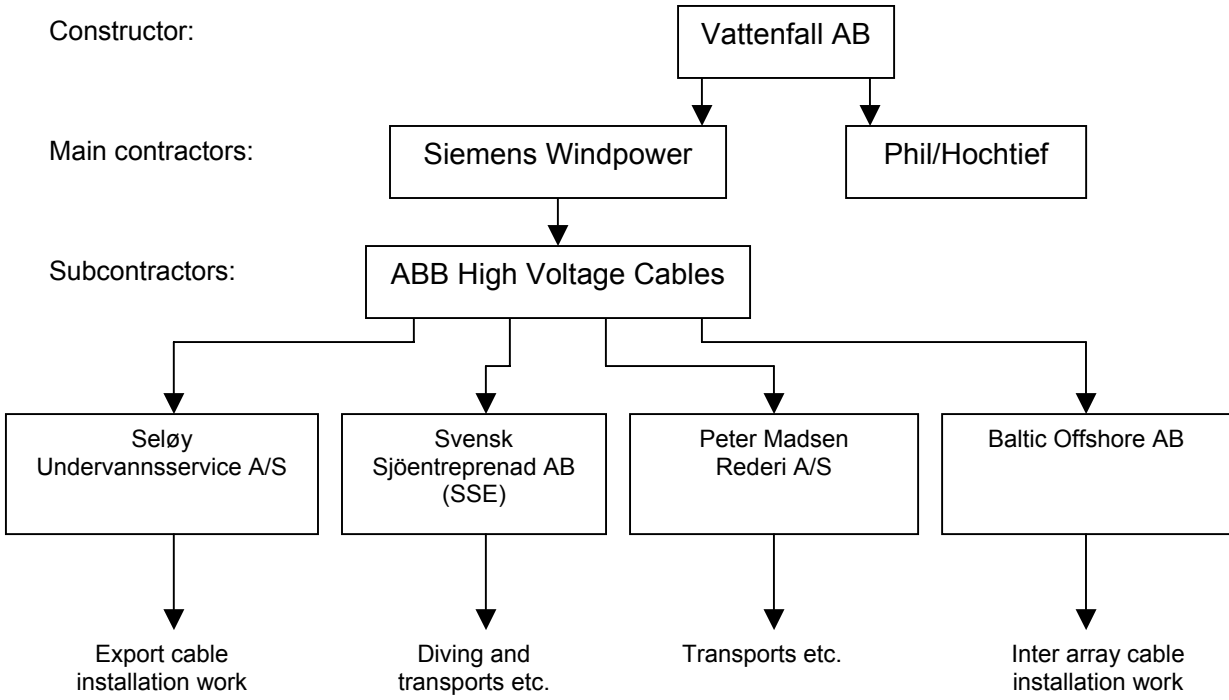 Constructor:
Vattenfall AB
Main contractors:
Siemens Windpower
Phil/Hochtief
Subcontractors:
ABB High Voltage Cables
Seløy
Undervannsservice A/S
Svensk
Sjöentreprenad AB
(SSE)
Peter Madsen
Rederi A/S
Baltic Offshore AB
Export cable
installation work
Diving and
transports etc.
Transports etc.
Inter array cable
installation work